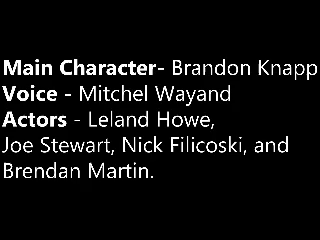 Main Character- Brandon Knapp
Voice - Mitchel Wayand
Actors - Leland Howe,
Joe Stewart, Nick Filicoski, and
Brendan Martin.